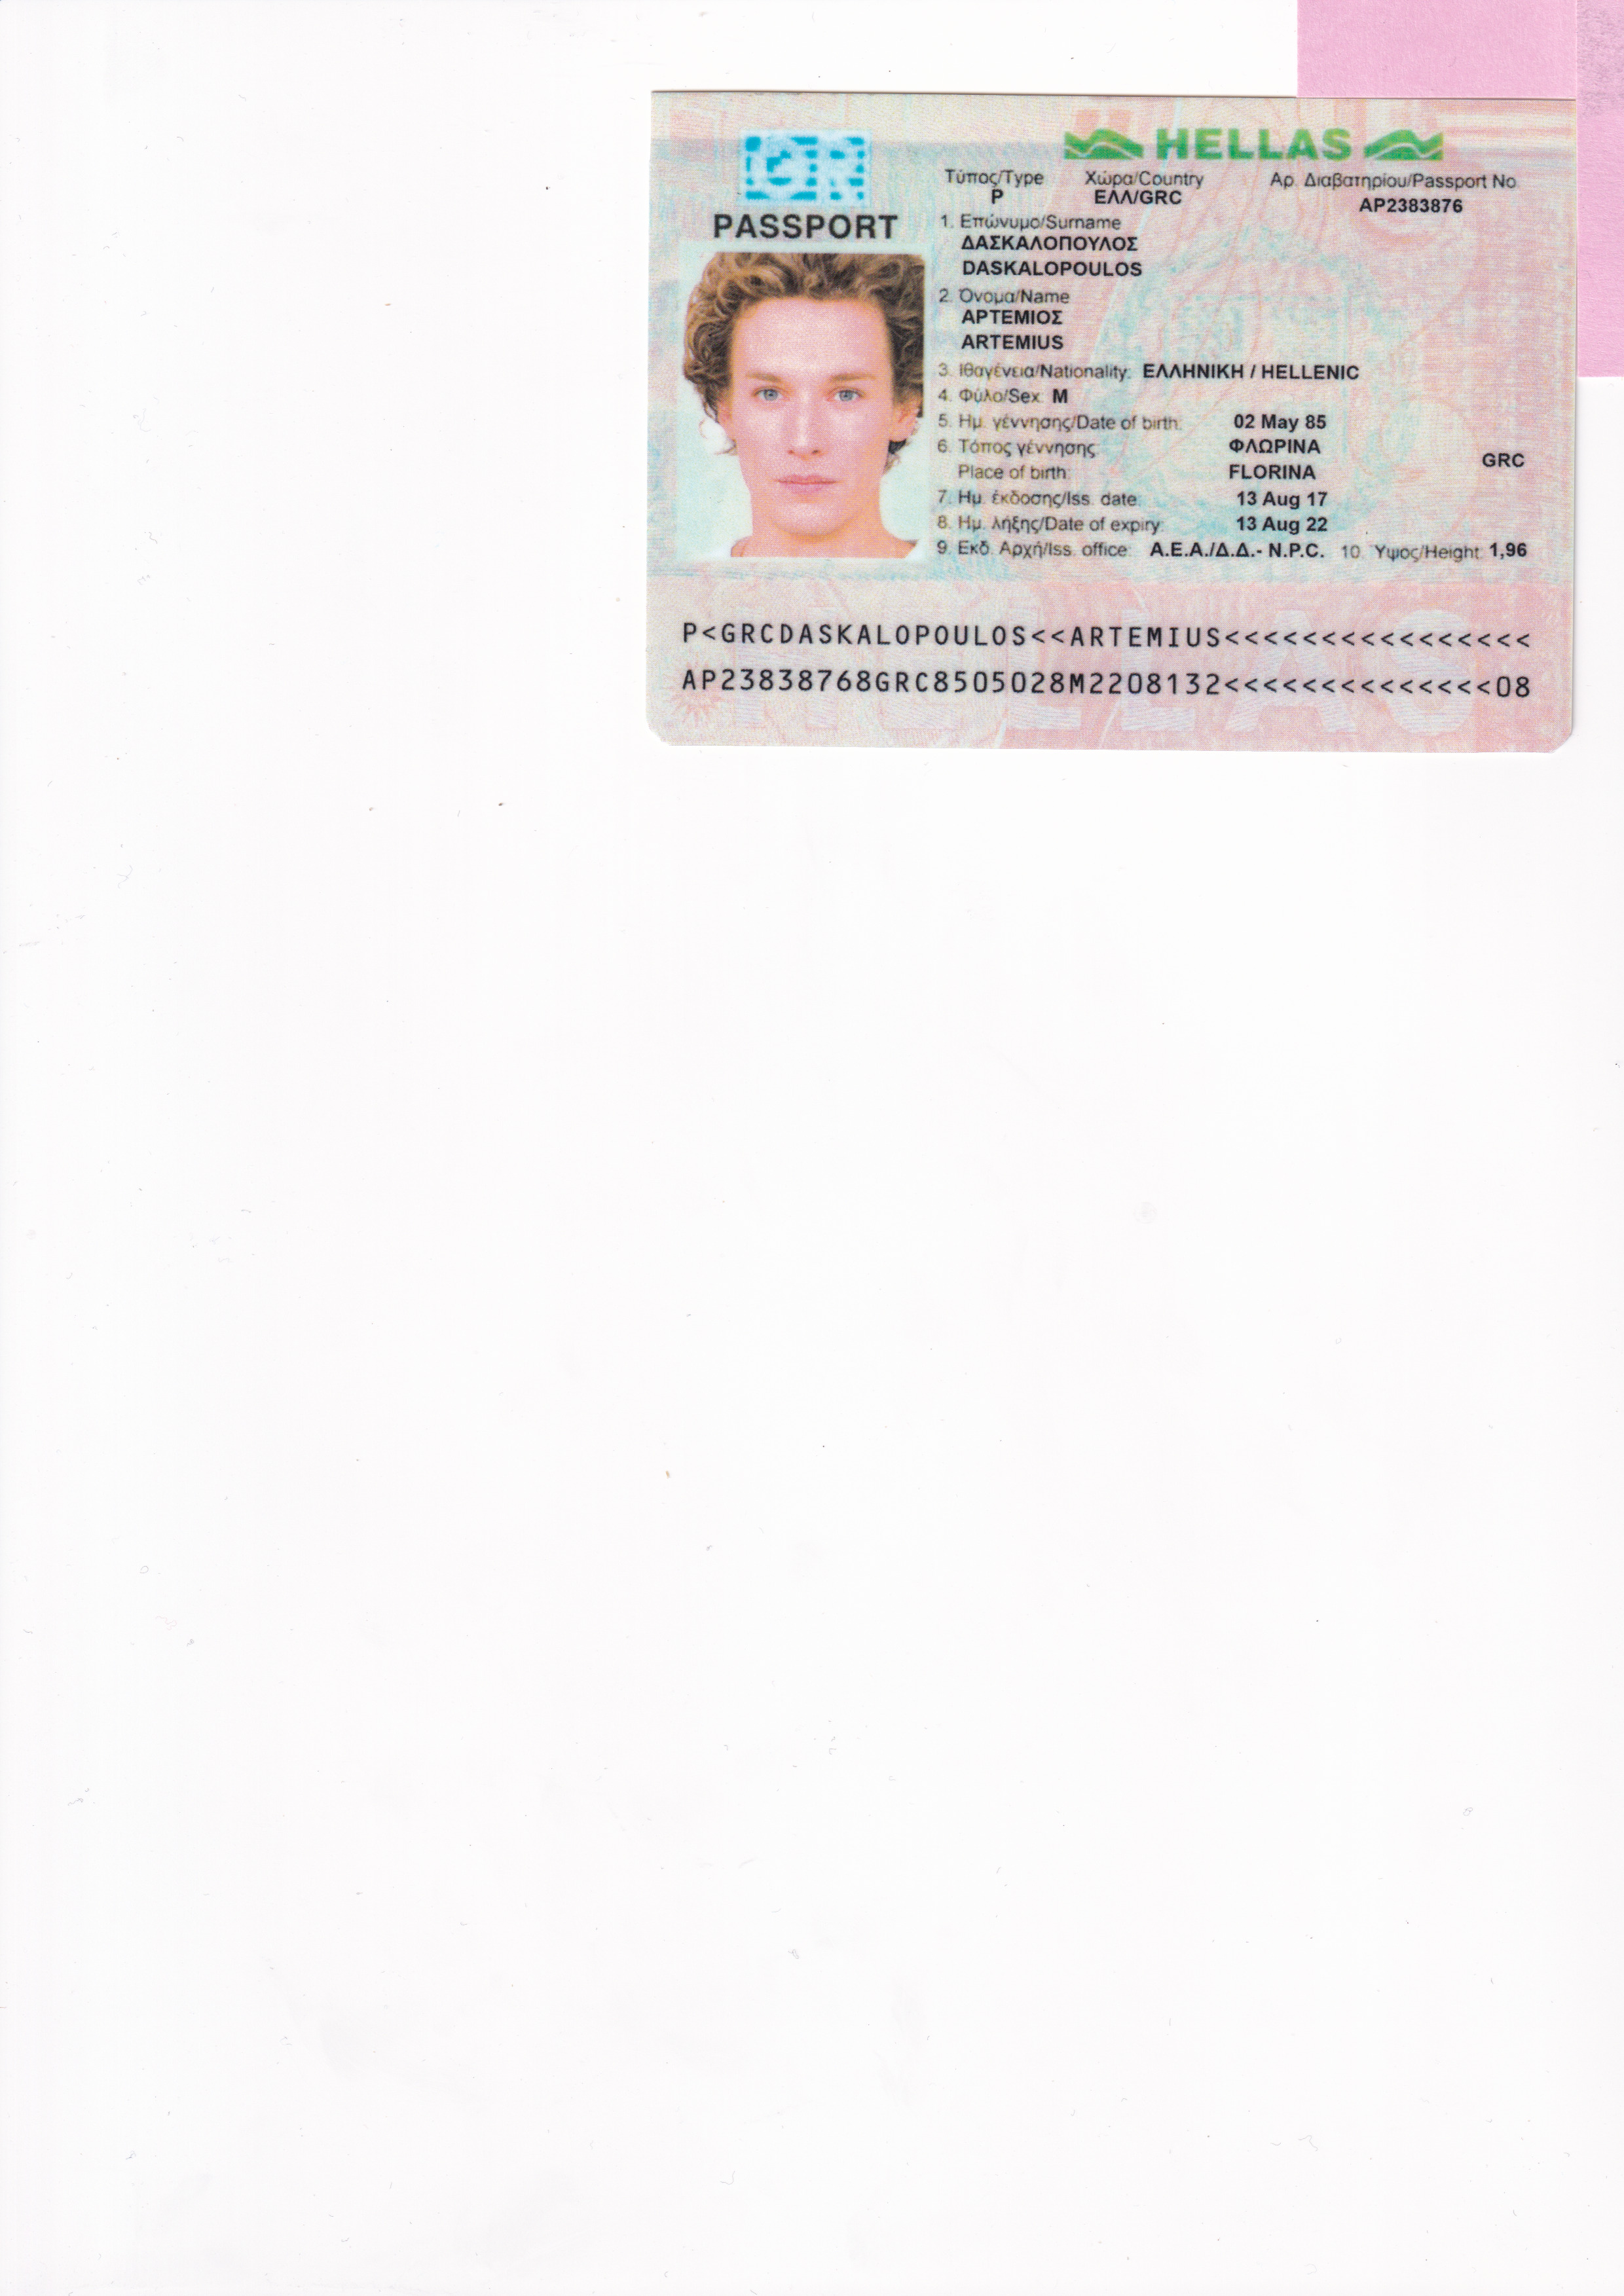 GR
HELLAS
PASSPORT
Τύπος/Type Χώρα/Country Αρ. Διαβατηρίου/Passport No
P ΕΛΛ/GRC AP2383876
1. Επώνυμο/Surname
ΔΑΣΚΑΛΟΠΟΥΛΟΣ
DASKALOPOULOS
2. Όνομα/Name
ΑΡΤΕΜΙΟΣ
ARTEMIUS
3. Ιθαγένεια/Nationality: ΕΛΛΗΝΙΚΗ / HELLENIC
4. Φύλο/Sex: M
5. Ημ. γέννησης/Date of birth: 02 May 85
6. Τόπος γέννησης: ΦΛΩΡΙΝΑ
Place of birth: FLORINA GRC
7. Ημ. έκδοσης/Iss. date: 13 Aug 17
8. Ημ. λήξης/Date of expiry: 13 Aug 22
9. Εκδ. Αρχή/Iss. office: Α.Ε.Α./Δ.Δ.- N.P.C. 10. Υψος/Height: 1,96
HELLAS
P<GRCDASKALOPOULOS<<ARTEMIUS<<<<<<<<<<<<<<<<
AP23838768GRC8505028M2208132<<<<<<<<<<<<<<08